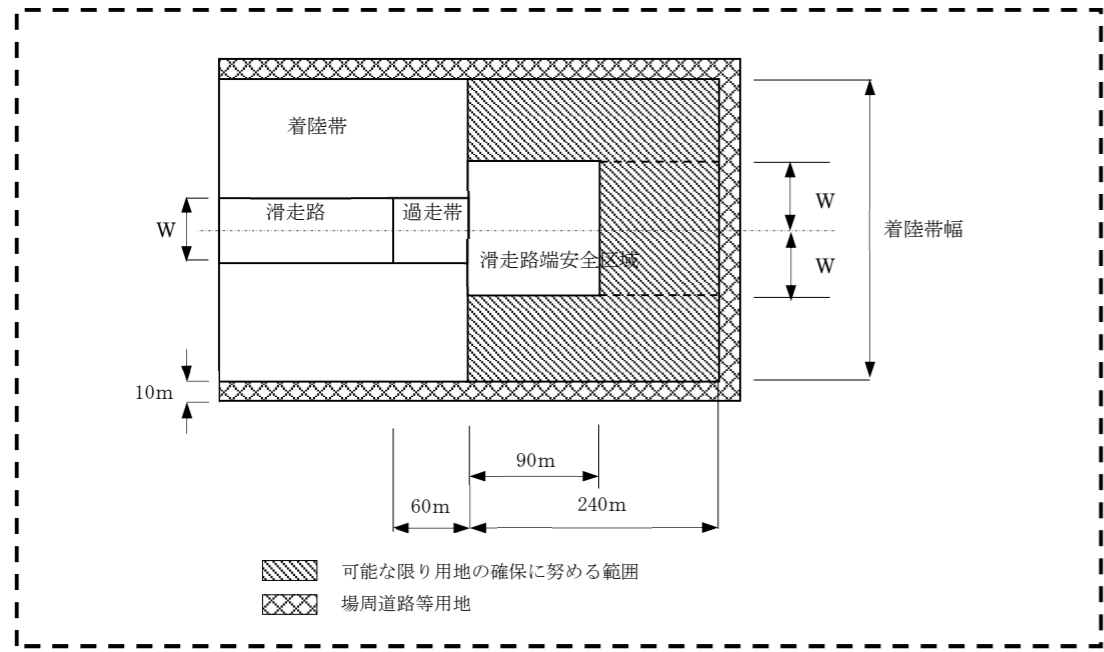 着陸帯
滑走路
過走帯
W
滑走路端安全区域
W
W
着陸帯幅
10m
90m
60m
240m
可能な限り用地の確保に努める範囲
場周道路等用地